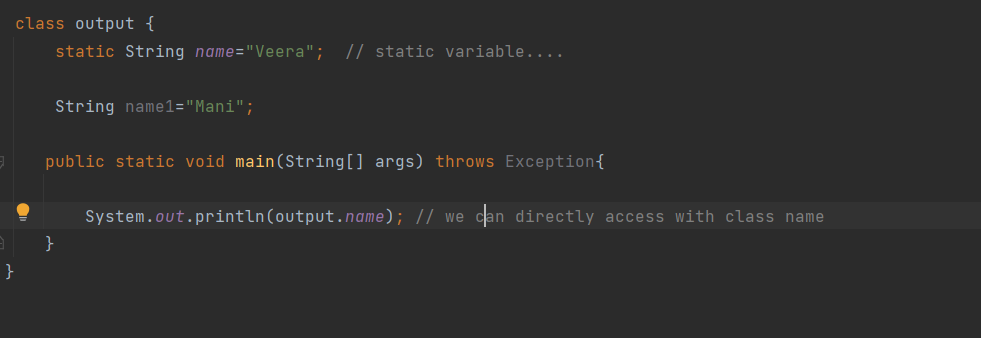 class output {
static String name="Veera";  // static variable....
String name1="Mani";
public static void main(String[] args) throws Exception{
System.out.println(output.name); // we can directly access with class name
}
}